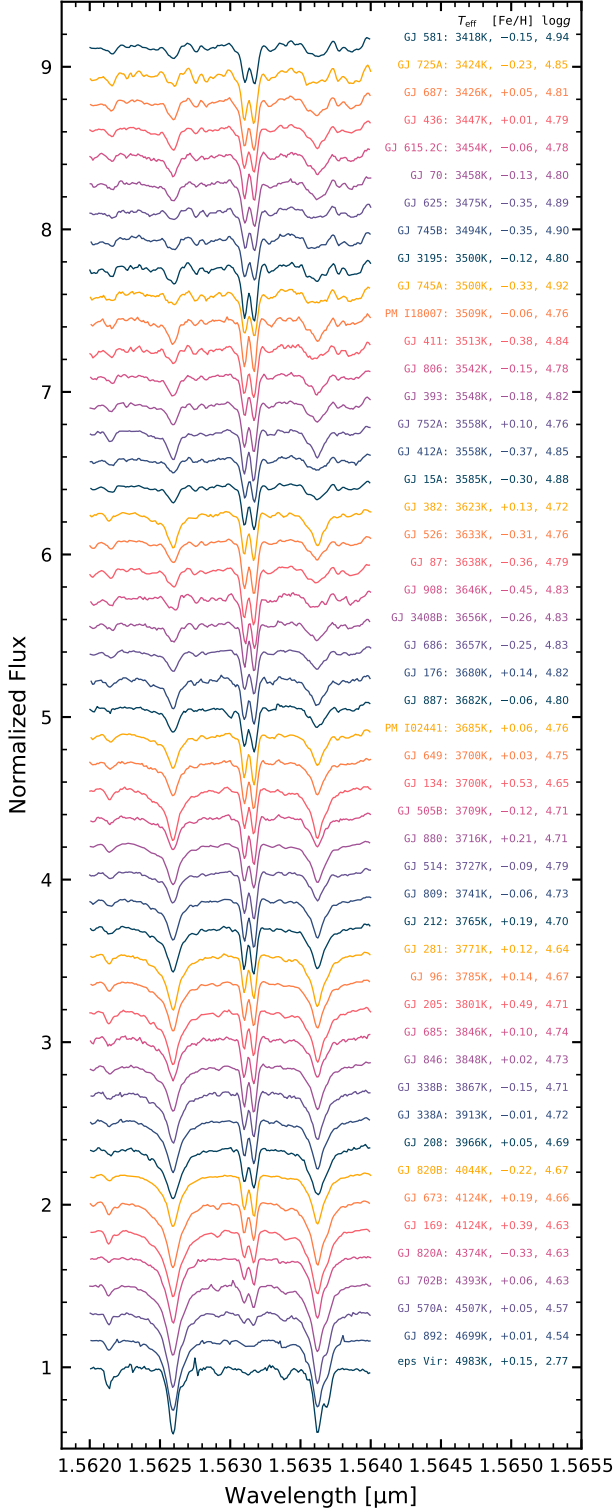 Teff [Fe/H] logg
GJ 581: 3418K, −0.15, 4.94
GJ 725A: 3424K, −0.23, 4.85
GJ 687: 3426K, +0.05, 4.81
GJ 436: 3447K, +0.01, 4.79
GJ 615.2C: 3454K, −0.06, 4.78
GJ 70: 3458K, −0.13, 4.80
GJ 625: 3475K, −0.35, 4.89
GJ 745B: 3494K, −0.35, 4.90
GJ 3195: 3500K, −0.12, 4.80
GJ 745A: 3500K, −0.33, 4.92
PM I18007: 3509K, −0.06, 4.76
GJ 411: 3513K, −0.38, 4.84
GJ 806: 3542K, −0.15, 4.78
GJ 393: 3548K, −0.18, 4.82
GJ 752A: 3558K, +0.10, 4.76
GJ 412A: 3558K, −0.37, 4.85
GJ 15A: 3585K, −0.30, 4.88
GJ 382: 3623K, +0.13, 4.72
GJ 526: 3633K, −0.31, 4.76
GJ 87: 3638K, −0.36, 4.79
GJ 908: 3646K, −0.45, 4.83
GJ 3408B: 3656K, −0.26, 4.83
GJ 686: 3657K, −0.25, 4.83
GJ 176: 3680K, +0.14, 4.82
GJ 887: 3682K, −0.06, 4.80
PM I02441: 3685K, +0.06, 4.76
GJ 649: 3700K, +0.03, 4.75
GJ 134: 3700K, +0.53, 4.65
GJ 505B: 3709K, −0.12, 4.71
GJ 880: 3716K, +0.21, 4.71
GJ 514: 3727K, −0.09, 4.79
GJ 809: 3741K, −0.06, 4.73
GJ 212: 3765K, +0.19, 4.70
GJ 281: 3771K, +0.12, 4.64
GJ 96: 3785K, +0.14, 4.67
GJ 205: 3801K, +0.49, 4.71
GJ 685: 3846K, +0.10, 4.74
GJ 846: 3848K, +0.02, 4.73
GJ 338B: 3867K, −0.15, 4.71
GJ 338A: 3913K, −0.01, 4.72
GJ 208: 3966K, +0.05, 4.69
GJ 820B: 4044K, −0.22, 4.67
GJ 673: 4124K, +0.19, 4.66
GJ 169: 4124K, +0.39, 4.63
GJ 820A: 4374K, −0.33, 4.63
GJ 702B: 4393K, +0.06, 4.63
GJ 570A: 4507K, +0.05, 4.57
GJ 892: 4699K, +0.01, 4.54
eps Vir: 4983K, +0.15, 2.77
9
8
7
6
5
4
3
2
1
Normalized Flux
1.5620 1.5625 1.5630 1.5635 1.5640 1.5645 1.5650 1.5655
Wavelength [μm]